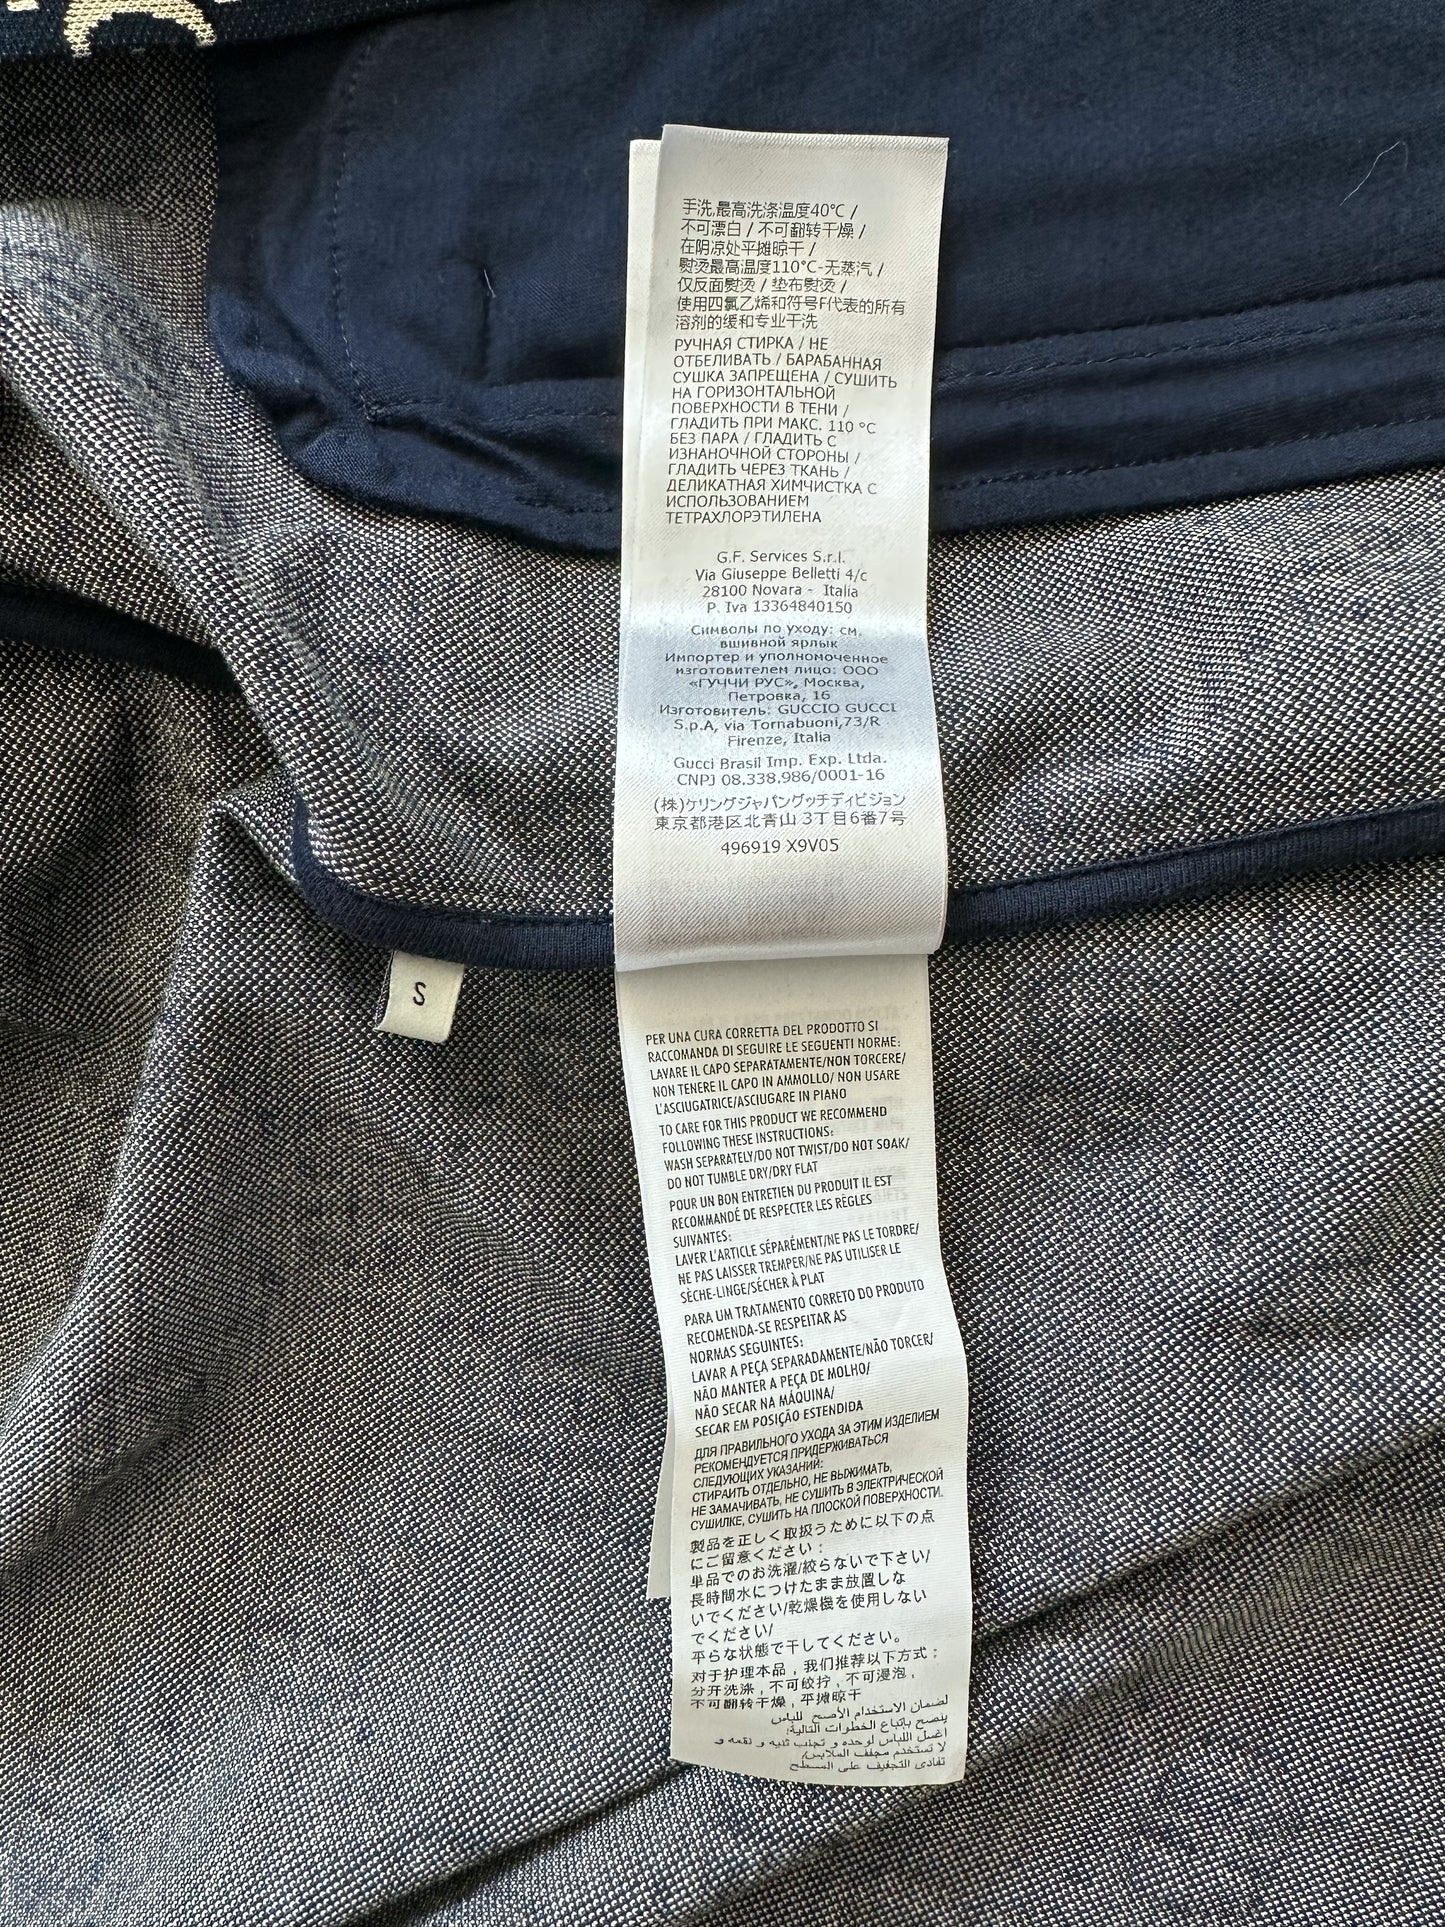 手洗,最高洗涤温度40°C /
不可漂白 / 不可翻转干燥 /
在阴凉处平摊晾干 /
熨烫最高温度110°C-无蒸汽 /
仅反面熨烫 / 垫布熨烫 /
使用四氯乙烯和符号F代表的所有
溶剂的缓和专业干洗
РУЧНАЯ СТИРКА / НЕ
ОТБЕЛИВАТЬ / БАРАБАННАЯ
СУШКА ЗАПРЕЩЕНА / СУШИТЬ
НА ГОРИЗОНТАЛЬНОЙ
ПОВЕРХНОСТИ В ТЕНИ /
ГЛАДИТЬ ПРИ МАКС. 110 °C
БЕЗ ПАРА / ГЛАДИТЬ С
ИЗНАНОЧНОЙ СТОРОНЫ /
ГЛАДИТЬ ЧЕРЕЗ ТКАНЬ /
ДЕЛИКАТНАЯ ХИМЧИСТКА С
ИСПОЛЬЗОВАНИЕМ
ТЕТРАХЛОРЭТИЛЕНА
G.F. Services S.r.l.
Via Giuseppe Belletti 4/c
28100 Novara - Italia
P. Iva 13364840150
Символы по уходу: см.
вшивной ярлык
Импортер и уполномоченное
изготовителем лицо: ООО
«ГУЧЧИ РУС», Москва,
Петровка, 16
Изготовитель: GUCCIO GUCCI
S.p.A, via Tornabuoni,73/R
Firenze, Italia
Gucci Brasil Imp. Exp. Ltda.
CNPJ 08.338.986/0001-16
(株)ケリングジャパングッチディビジョン
東京都港区北青山 3丁目6番7号
496919 X9V05
S
PER UNA CURA CORRETTA DEL PRODOTTO SI
RACCOMANDA DI SEGUIRE LE SEGUENTI NORME:
LAVARE IL CAPO SEPARATAMENTE/NON TORCERE/
NON TENERE IL CAPO IN AMMOLLO/ NON USARE
L'ASCIUGATRICE/ASCIUGARE IN PIANO
TO CARE FOR THIS PRODUCT WE RECOMMEND
FOLLOWING THESE INSTRUCTIONS:
WASH SEPARATELY/DO NOT TWIST/DO NOT SOAK/
DO NOT TUMBLE DRY/DRY FLAT
POUR UN BON ENTRETIEN DU PRODUIT IL EST
RECOMMANDÉ DE RESPECTER LES RÈGLES
SUIVANTES:
LAVER L'ARTICLE SÉPARÉMENT/NE PAS LE TORDRE/
NE PAS LAISSER TREMPER/NE PAS UTILISER LE
SÈCHE-LINGE/SÉCHER À PLAT
PARA UM TRATAMENTO CORRETO DO PRODUTO
RECOMENDA-SE RESPEITAR AS
NORMAS SEGUINTES:
LAVAR A PEÇA SEPARADAMENTE/NÃO TORCER/
NÃO MANTER A PEÇA DE MOLHO/
NÃO SECAR NA MÁQUINA/
SECAR EM POSIÇÃO ESTENDIDA
ДЛЯ ПРАВИЛЬНОГО УХОДА ЗА ЭТИМ ИЗДЕЛИЕМ
РЕКОМЕНДУЕТСЯ ПРИДЕРЖИВАТЬСЯ
СЛЕДУЮЩИХ УКАЗАНИЙ:
СТИРАИТЬ ОТДЕЛЬНО, НЕ ВЫЖИМАТЬ,
НЕ ЗАМАЧИВАТЬ, НЕ СУШИТЬ В ЭЛЕКТРИЧЕСКОЙ
СУШИЛКЕ, СУШИТЬ НА ПЛОСКОЙ ПОВЕРХНОСТИ.
製品を正しく取扱うために以下の点
にご留意ください：
単品でのお洗濯/絞らないで下さい/
長時間水につけたまま放置しな
いでください/乾燥機を使用しない
でください/
平らな状態で干してください。
对于护理本品，我们推荐以下方式：
分开洗涤，不可绞拧，不可浸泡，
不可翻转干燥，平摊晾干
لضمان الاستخدام الأصح للباس
ينصح بإتباع الخطوات التالية:
اغسل اللباس لوحده و تجنب ثنيه و نقعه و
لا تستخدم مجفف الملابس/
تفادى التجفيف على المسطح